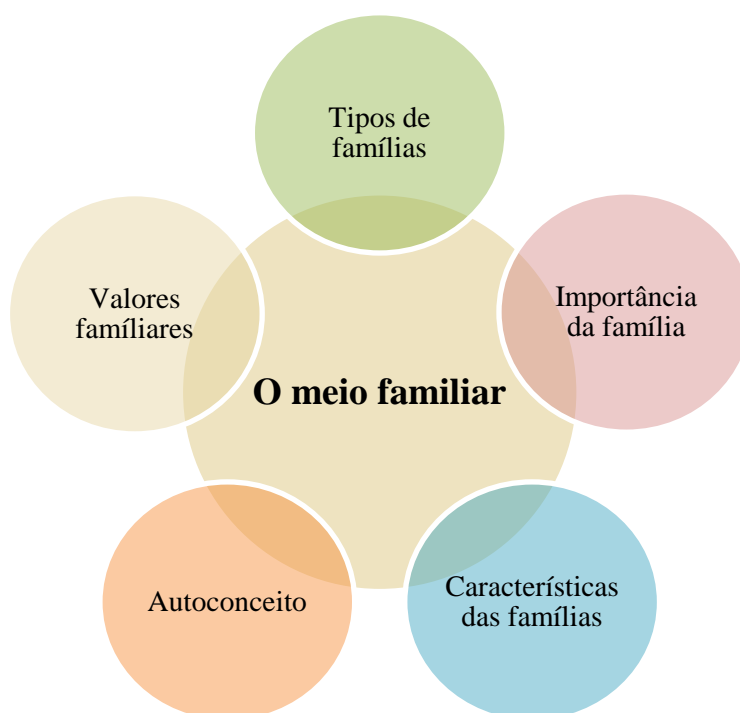 Tipos de
famílias
Valores
famíliares
Importância
da família
O meio familiar
Autoconceito
Características
das famílias